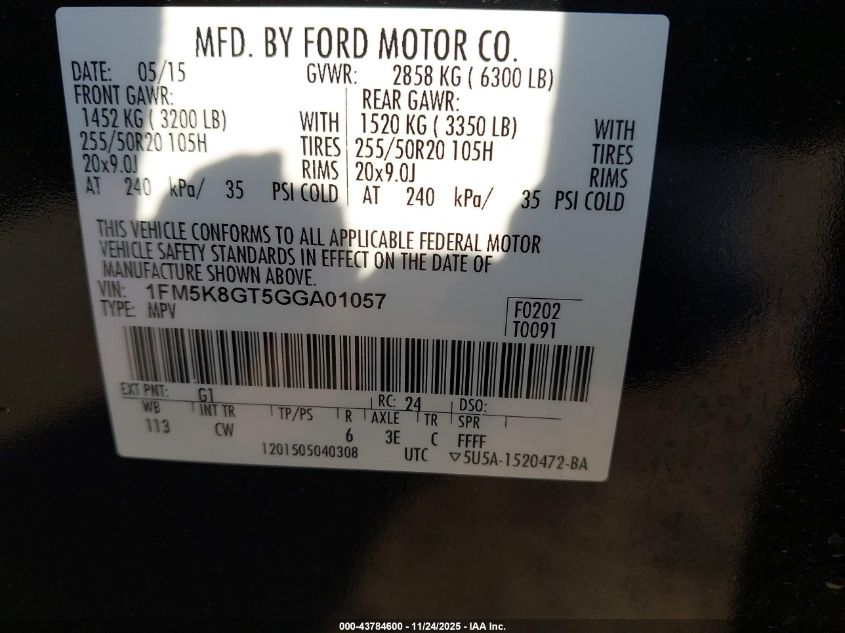 MFD. BY FORD MOTOR CO.
DATE: 05/15 GVWR: 2858 KG ( 6300 LB)
FRONT GAWR: REAR GAWR:
1452 KG ( 3200 LB) WITH 1520 KG ( 3350 LB) WITH
255/50R20 105H TIRES 255/50R20 105H TIRES
20x9.0J RIMS 20x9.0J RIMS
AT 240 kPa/ 35 PSI COLD AT 240 kPa/ 35 PSI COLD
THIS VEHICLE CONFORMS TO ALL APPLICABLE FEDERAL MOTOR
VEHICLE SAFETY STANDARDS IN EFFECT ON THE DATE OF
MANUFACTURE SHOWN ABOVE.
VIN: 1FM5K8GT5GGA01057
TYPE: MPV F0202
T0091
EXT PNT: G1 RC: 24 DSO:
WB INT TR TP/PS R AXLE TR SPR
113 CW 6 3E C FFFF
1201505040308 UTC ▽5U5A-1520472-BA
000-43784600 - 11/24/2025 - IAA Inc.